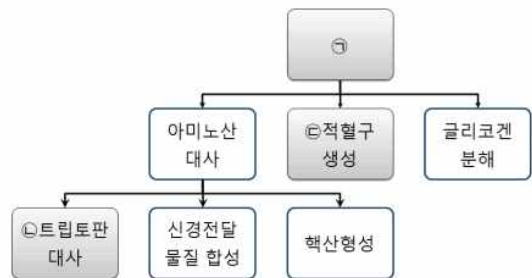 ㉠
아미노산
대사
㉢적혈구
생성
글리코겐
분해
㉡트립토판
대사
신경전달
물질 합성
핵산형성